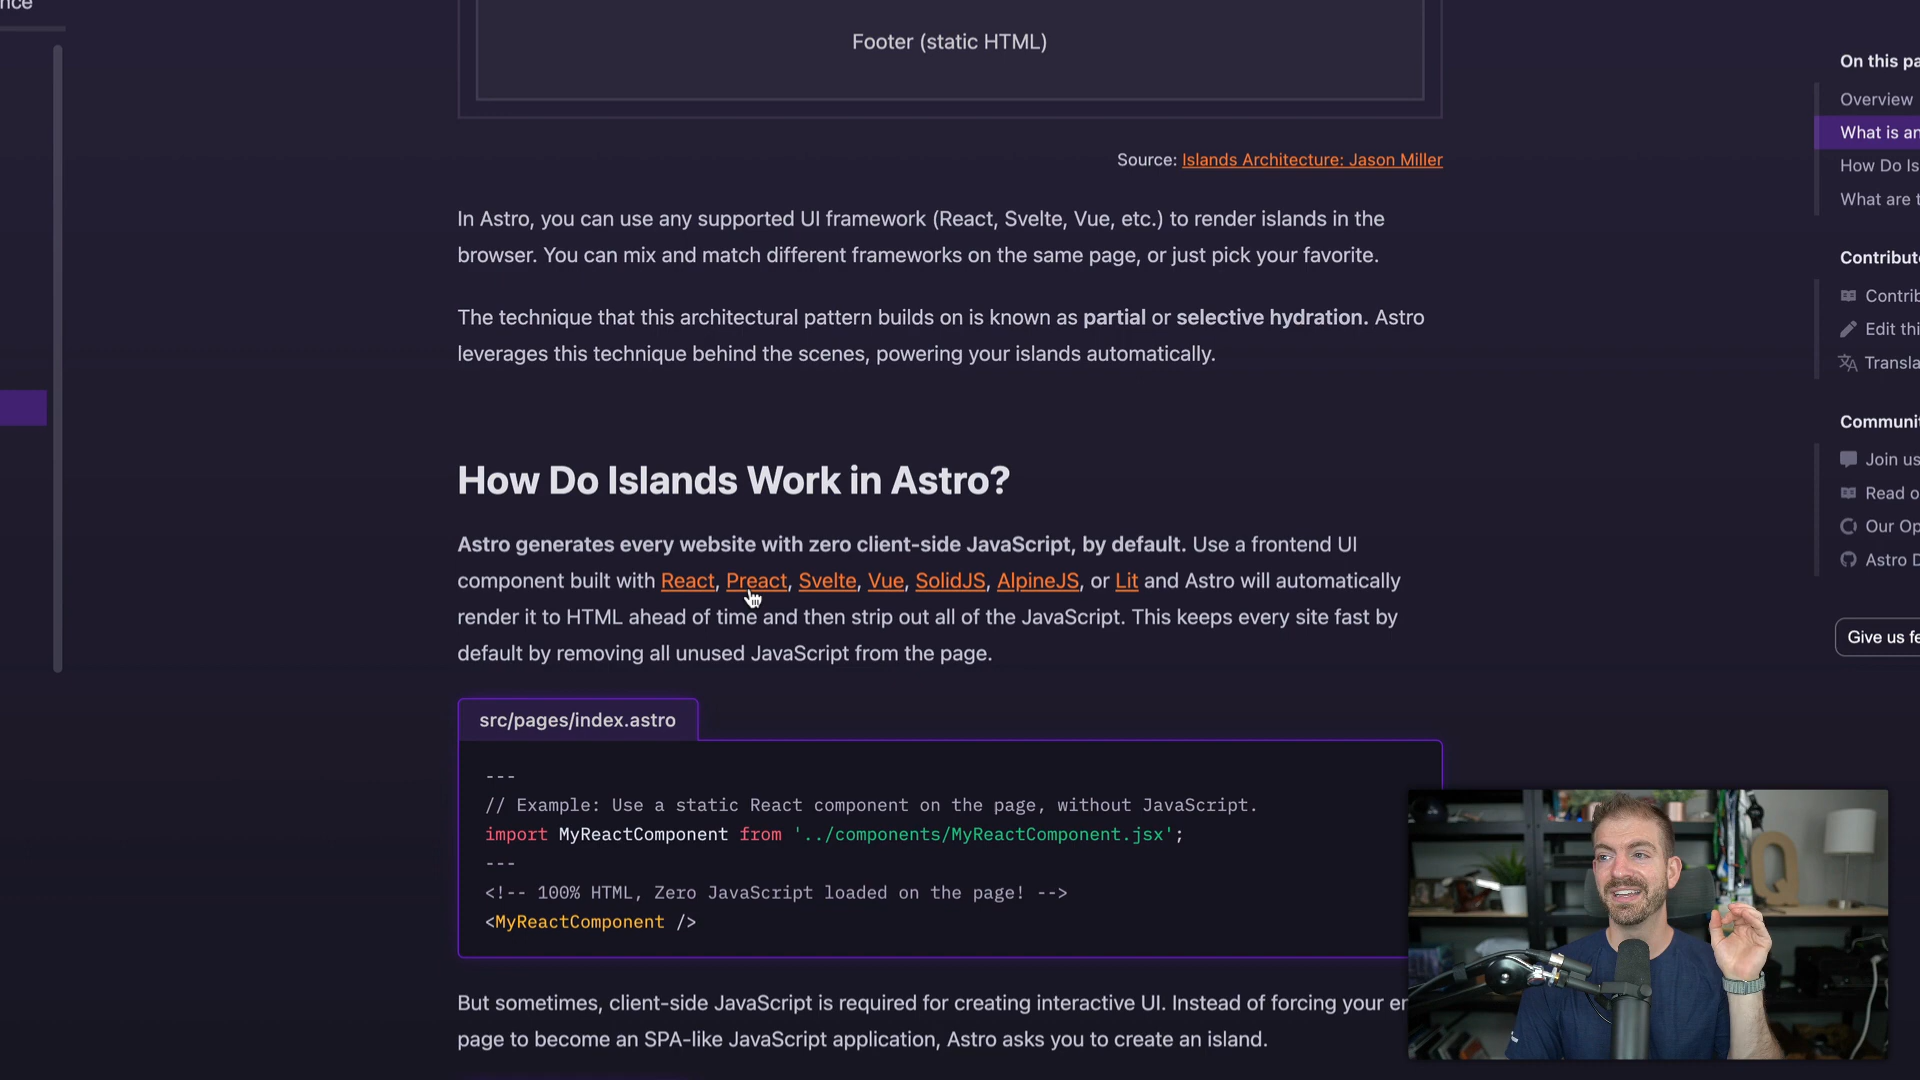 nce
Footer (static HTML)
Source: Islands Architecture: Jason Miller
In Astro, you can use any supported UI framework (React, Svelte, Vue, etc.) to render islands in the
browser. You can mix and match different frameworks on the same page, or just pick your favorite.
The technique that this architectural pattern builds on is known as partial or selective hydration. Astro
leverages this technique behind the scenes, powering your islands automatically.
How Do Islands Work in Astro?
Astro generates every website with zero client-side JavaScript, by default. Use a frontend UI
component built with React, Preact, Svelte, Vue, SolidJS, AlpineJS, or Lit and Astro will automatically
render it to HTML ahead of time and then strip out all of the JavaScript. This keeps every site fast by
default by removing all unused JavaScript from the page.
src/pages/index.astro
---
// Example: Use a static React component on the page, without JavaScript.
import MyReactComponent from '../components/MyReactComponent.jsx';
---
<!-- 100% HTML, Zero JavaScript loaded on the page! -->
<MyReactComponent />
But sometimes, client-side JavaScript is required for creating interactive UI. Instead of forcing your er
page to become an SPA-like JavaScript application, Astro asks you to create an island.
On this pa
Overview
What is an
How Do Is
What are t
Contribut
Contrib
Edit thi
Transla
Communit
Join us
Read o
Our Op
Astro D
Give us fe